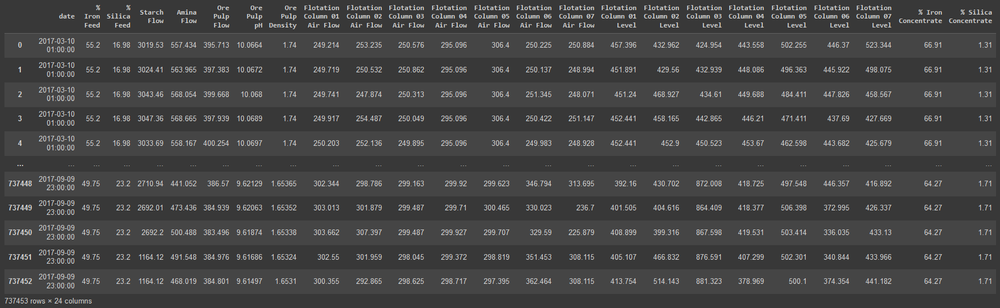 date % Iron Feed % Silica Feed Starch Flow Amina Flow Ore Pulp Flow Ore Pulp pH Ore Pulp Density Flotation Column 01 Air Flow Flotation Column 02 Air Flow Flotation Column 03 Air Flow Flotation Column 04 Air Flow Flotation Column 05 Air Flow Flotation Column 06 Air Flow Flotation Column 07 Air Flow Flotation Column 01 Level Flotation Column 02 Level Flotation Column 03 Level Flotation Column 04 Level Flotation Column 05 Level Flotation Column 06 Level Flotation Column 07 Level % Iron Concentrate % Silica Concentrate
0 2017-03-10 01:00:00 55.2 16.98 3019.53 557.434 395.713 10.0664 1.74 249.214 253.235 250.576 295.096 306.4 250.225 250.884 457.396 432.962 424.954 443.558 502.255 446.37 523.344 66.91 1.31
1 2017-03-10 01:00:00 55.2 16.98 3024.41 563.965 397.383 10.0672 1.74 249.719 250.532 250.862 295.096 306.4 250.137 248.994 451.891 429.56 432.939 448.086 496.363 445.922 498.075 66.91 1.31
2 2017-03-10 01:00:00 55.2 16.98 3043.46 568.054 399.668 10.068 1.74 249.741 247.874 250.313 295.096 306.4 251.345 248.071 451.24 468.927 434.61 449.688 484.411 447.826 458.567 66.91 1.31
3 2017-03-10 01:00:00 55.2 16.98 3047.36 568.665 397.939 10.0689 1.74 249.917 254.487 250.049 295.096 306.4 250.422 251.147 452.441 458.165 442.865 446.21 471.411 437.69 427.669 66.91 1.31
4 2017-03-10 01:00:00 55.2 16.98 3033.69 558.167 400.254 10.0697 1.74 250.203 252.136 249.895 295.096 306.4 249.983 248.928 452.441 452.9 450.523 453.67 462.598 443.682 425.679 66.91 1.31
... ... ... ... ... ... ... ... ... ... ... ... ... ... ... ... ... ... ... ... ... ... ... ... ...
737448 2017-09-09 23:00:00 49.75 23.2 2710.94 441.052 386.57 9.62129 1.65365 302.344 298.786 299.163 299.92 299.623 346.794 313.695 392.16 430.702 872.008 418.725 497.548 446.357 416.892 64.27 1.71
737449 2017-09-09 23:00:00 49.75 23.2 2692.01 473.436 384.939 9.62063 1.65352 303.013 301.879 299.487 299.71 300.465 330.023 236.7 401.505 404.616 864.409 418.377 506.398 372.995 426.337 64.27 1.71
737450 2017-09-09 23:00:00 49.75 23.2 2692.2 500.488 383.496 9.61874 1.65338 303.662 307.397 299.487 299.927 299.707 329.59 225.879 408.899 399.316 867.598 419.531 503.414 336.035 433.13 64.27 1.71
737451 2017-09-09 23:00:00 49.75 23.2 1164.12 491.548 384.976 9.61686 1.65324 302.55 301.959 298.045 299.372 298.819 351.453 308.115 405.107 466.832 876.591 407.299 502.301 340.844 433.966 64.27 1.71
737452 2017-09-09 23:00:00 49.75 23.2 1164.12 468.019 384.801 9.61497 1.6531 300.355 292.865 298.625 298.717 297.395 362.464 308.115 413.754 514.143 881.323 378.969 500.1 374.354 441.182 64.27 1.71
737453 rows × 24 columns